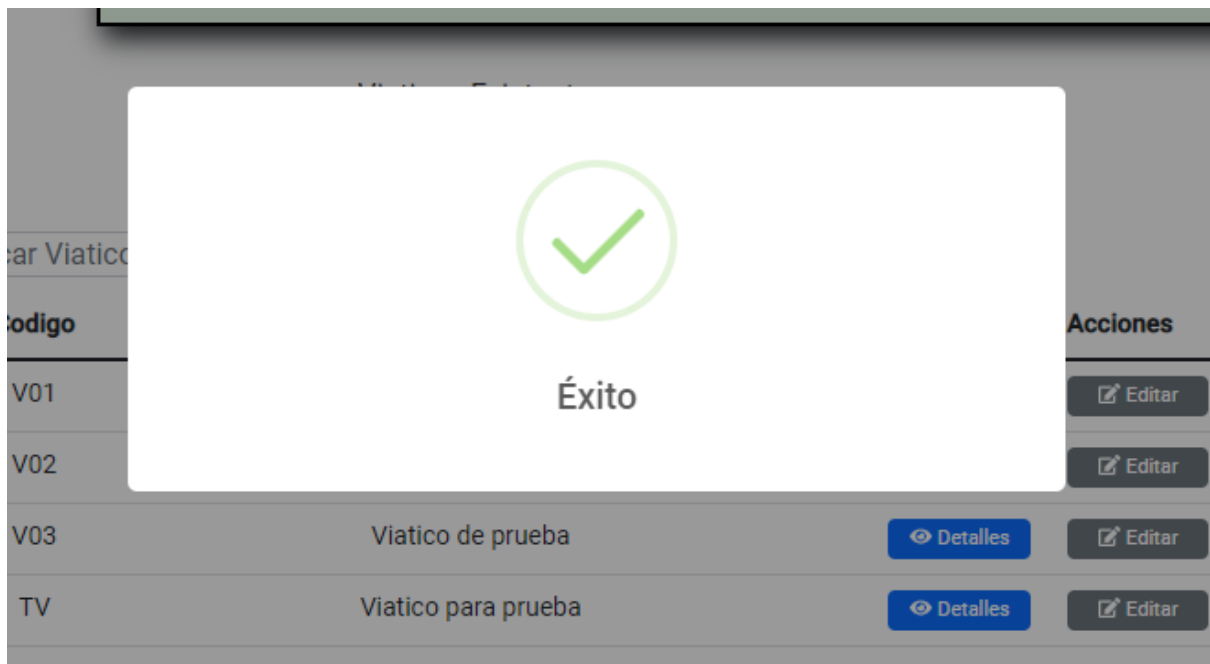 car Viatico
Codigo Acciones
Éxito
V01 Editar
V02 Editar
V03 Viatico de prueba Detalles Editar
TV Viatico para prueba Detalles Editar